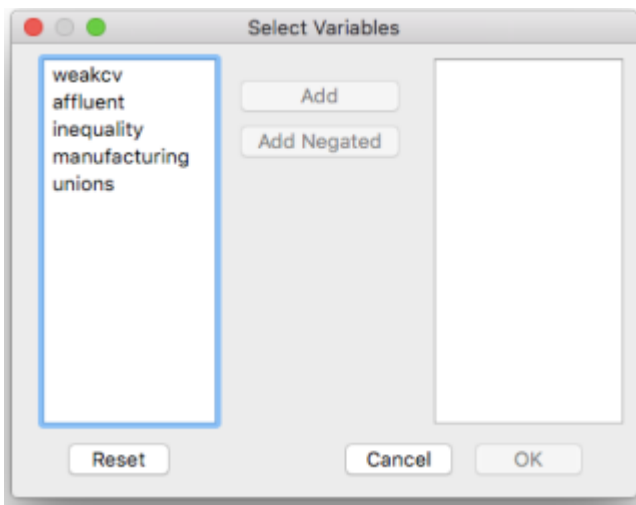 Select Variables
weakcv
affluent
inequality
manufacturing
unions
Add
Add Negated
Reset
Cancel
OK